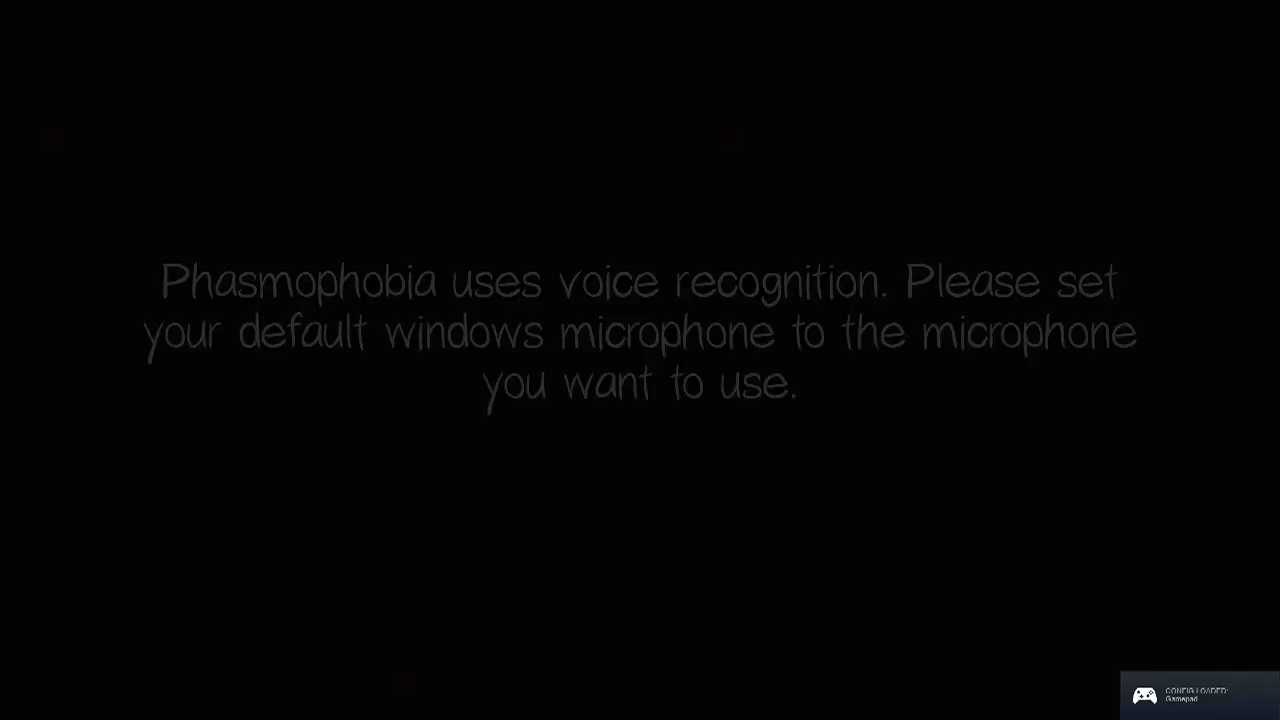 Phasmophobia uses voice recognition. Please set
your default windows microphone to the microphone
you want to use.
CONFIG LOADED:
Gamepad